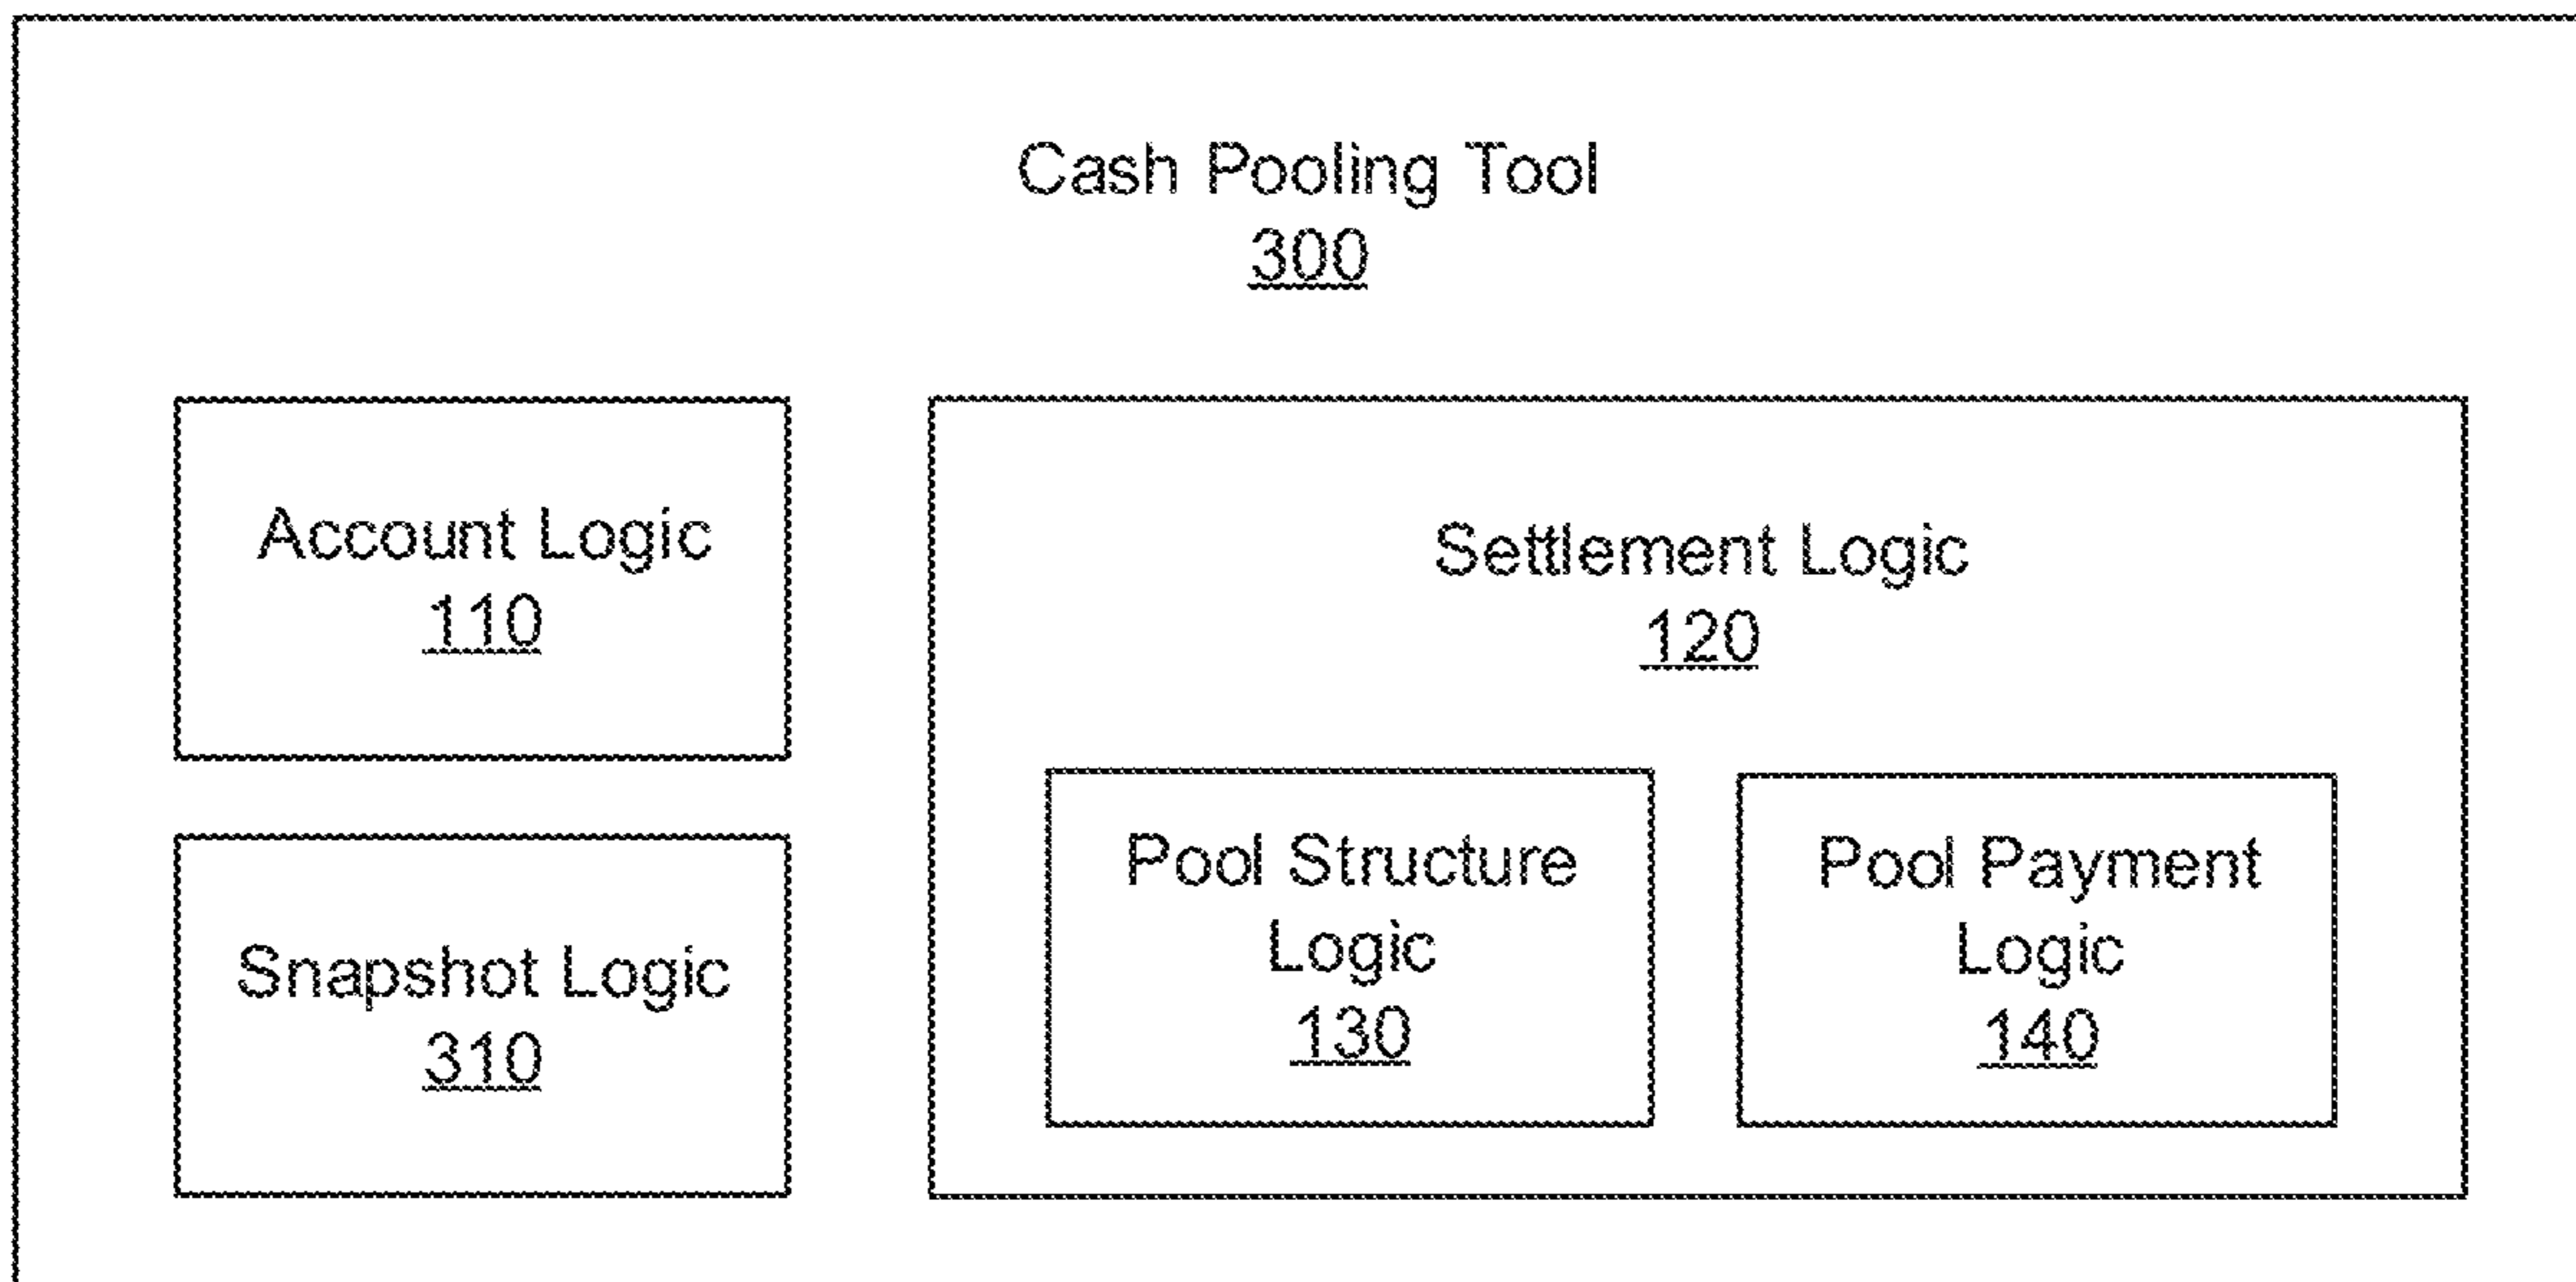 Cash Pooling Tool
300
Account Logic
110
Snapshot Logic
310
Settlement Logic
120
Pool Structure
Logic
130
Pool Payment
Logic
140